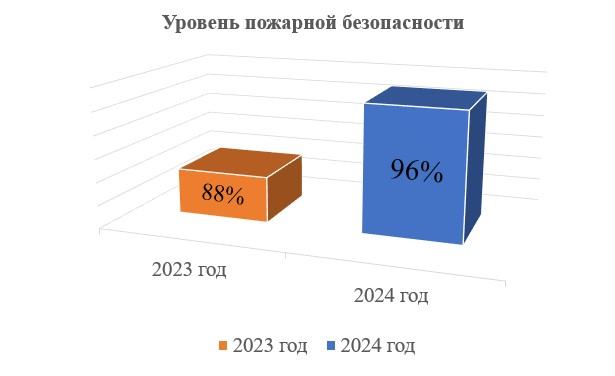 Уровень пожарной безопасности
88%
96%
2023 год
2024 год
2023 год 2024 год